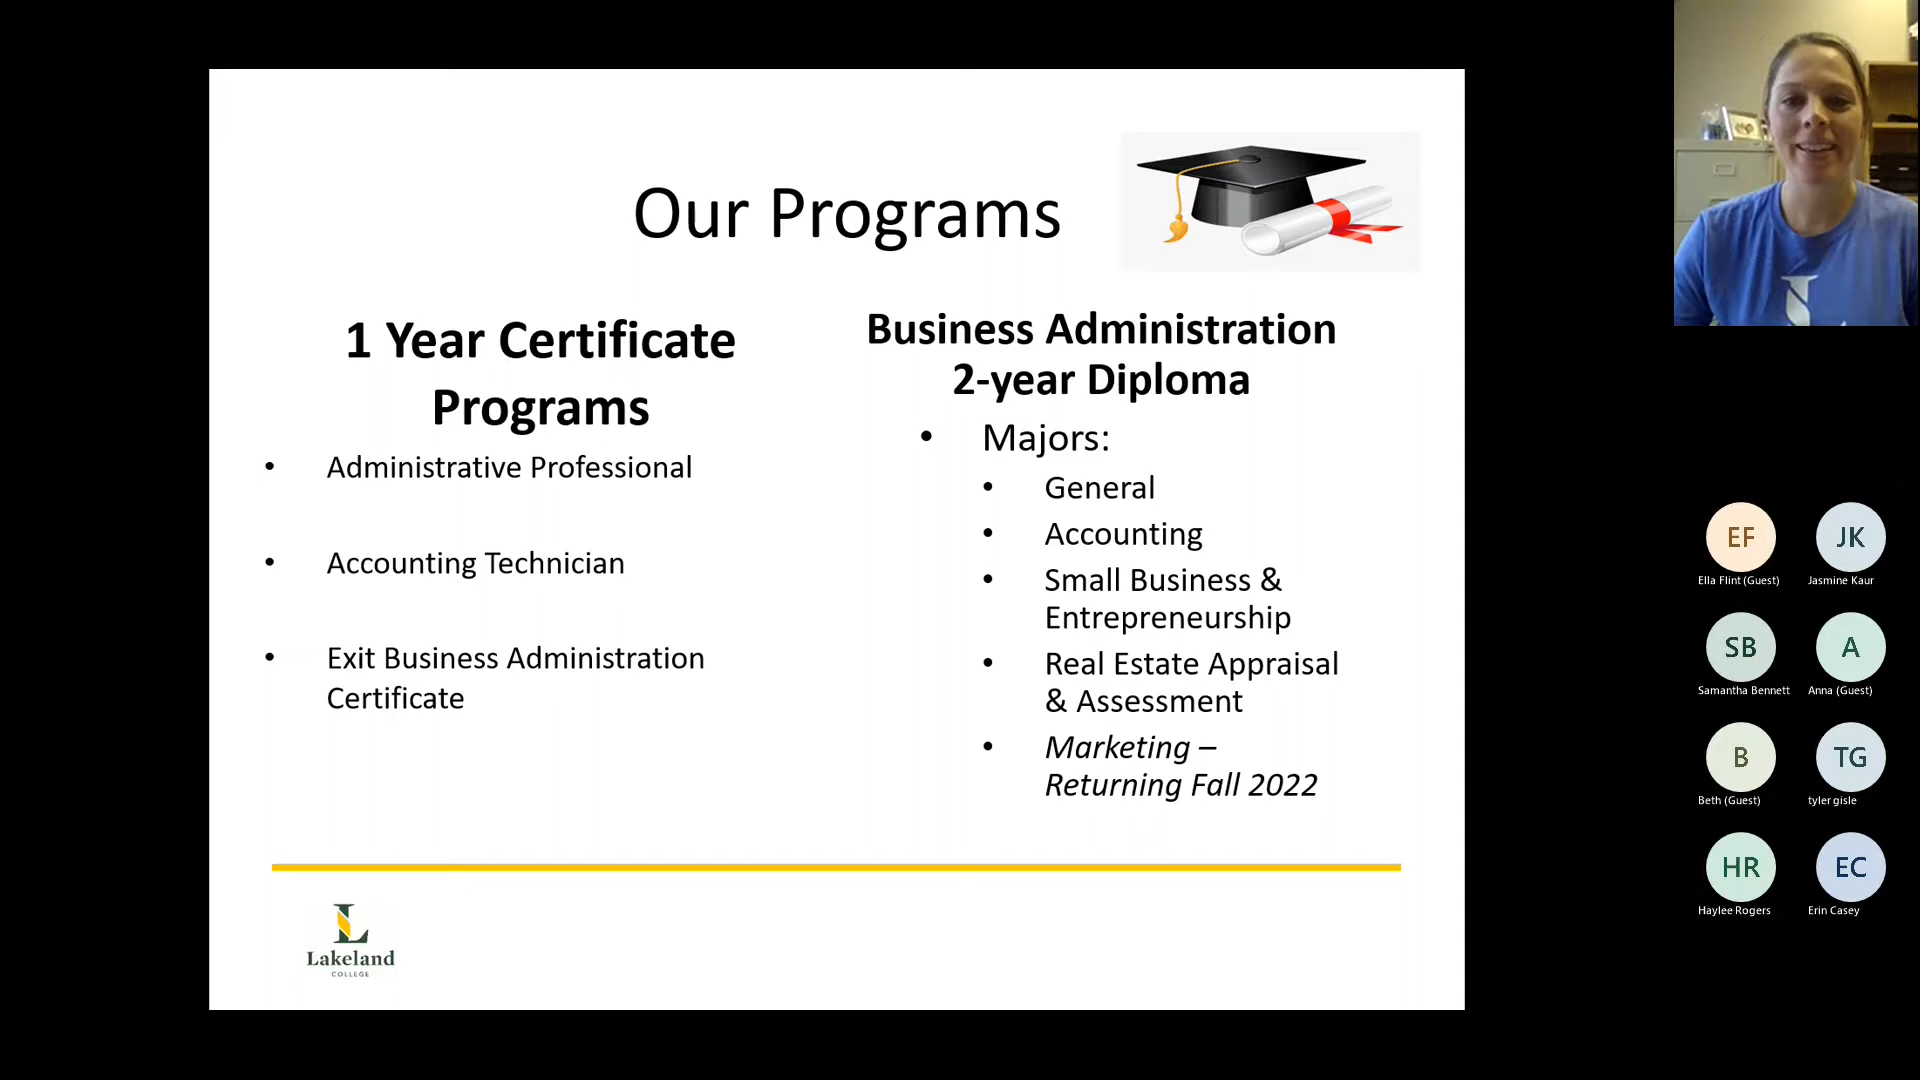 Our Programs
1 Year Certificate
Programs
Administrative Professional
Accounting Technician
Exit Business Administration
Certificate
Business Administration
2-year Diploma
Majors:
General
Accounting
Small Business &
Entrepreneurship
Real Estate Appraisal
& Assessment
Marketing –
Returning Fall 2022
L
Lakeland
COLLEGE
EF
Ella Flint (Guest)
JK
Jasmine Kaur
SB
Samantha Bennett
A
Anna (Guest)
B
Beth (Guest)
TG
tyler gisle
HR
Haylee Rogers
EC
Erin Casey